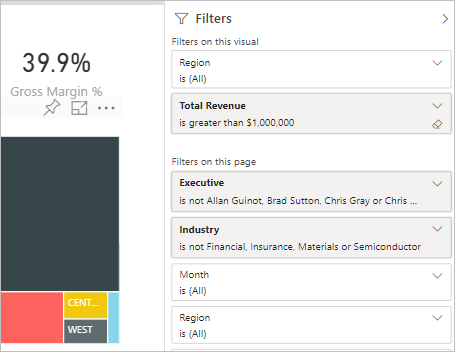 39.9%
Gross Margin %
CENT...
WEST
Filters
Filters on this visual
Region
is (All)
Total Revenue
is greater than $1,000,000
Filters on this page
Executive
is not Allan Guinot, Brad Sutton, Chris Gray or Chris ...
Industry
is not Financial, Insurance, Materials or Semiconductor
Month
is (All)
Region
is (All)